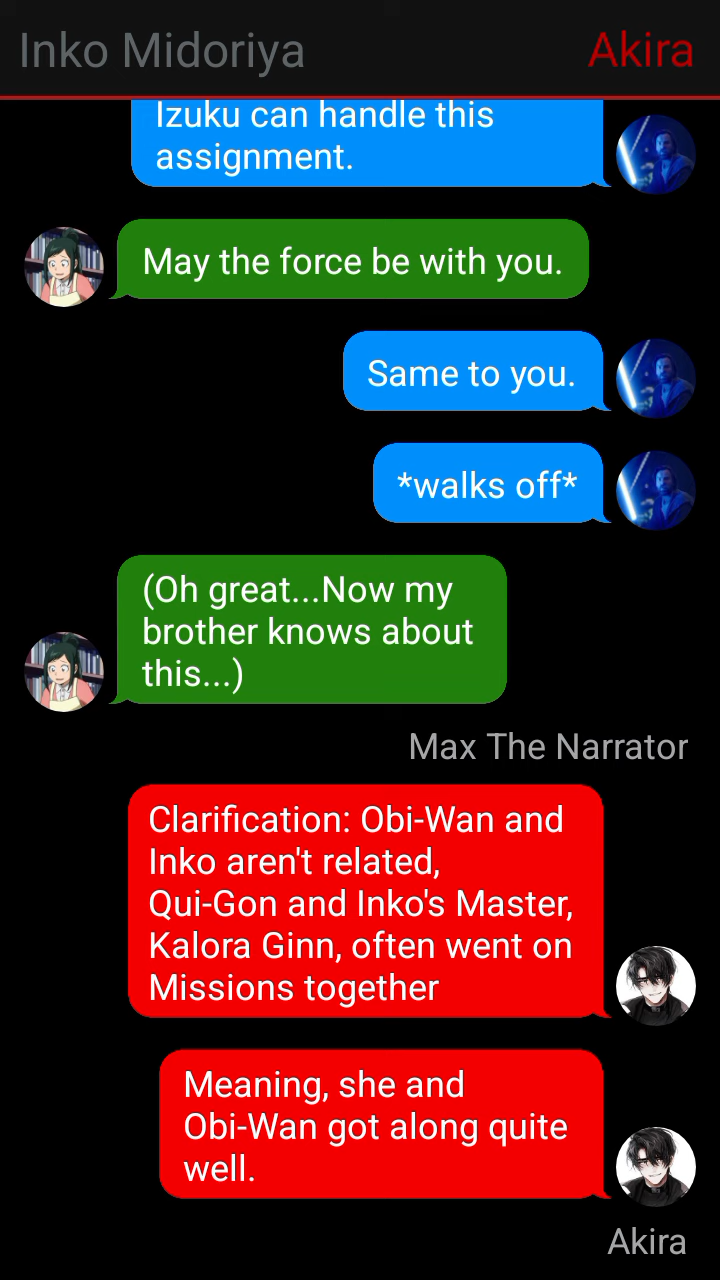 Inko Midoriya
Akira
Izuku can handle this
assignment.
May the force be with you.
Same to you.
*walks off*
(Oh great...Now my
brother knows about
this...)
Max The Narrator
Clarification: Obi-Wan and
Inko aren't related,
Qui-Gon and Inko's Master,
Kalora Ginn, often went on
Missions together
Meaning, she and
Obi-Wan got along quite
well.
Akira